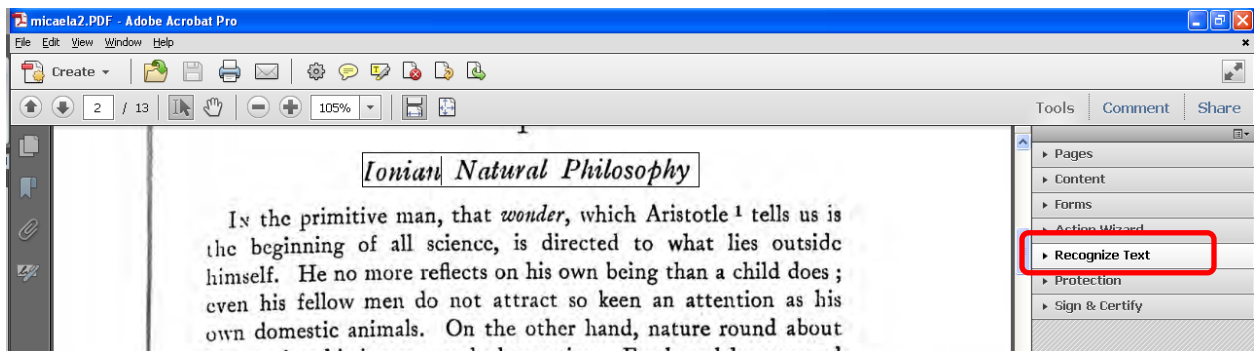 micaela2.PDF - Adobe Acrobat Pro
File Edit View Window Help
Create
2 / 13 105% Tools Comment Share
Ionian Natural Philosophy
In the primitive man, that wonder, which Aristotle 1 tells us is
the beginning of all science, is directed to what lies outside
himself. He no more reflects on his own being than a child does ;
even his fellow men do not attract so keen an attention as his
own domestic animals. On the other hand, nature round about
Pages
Content
Forms
Action Wizard
Recognize Text
Protection
Sign & Certify